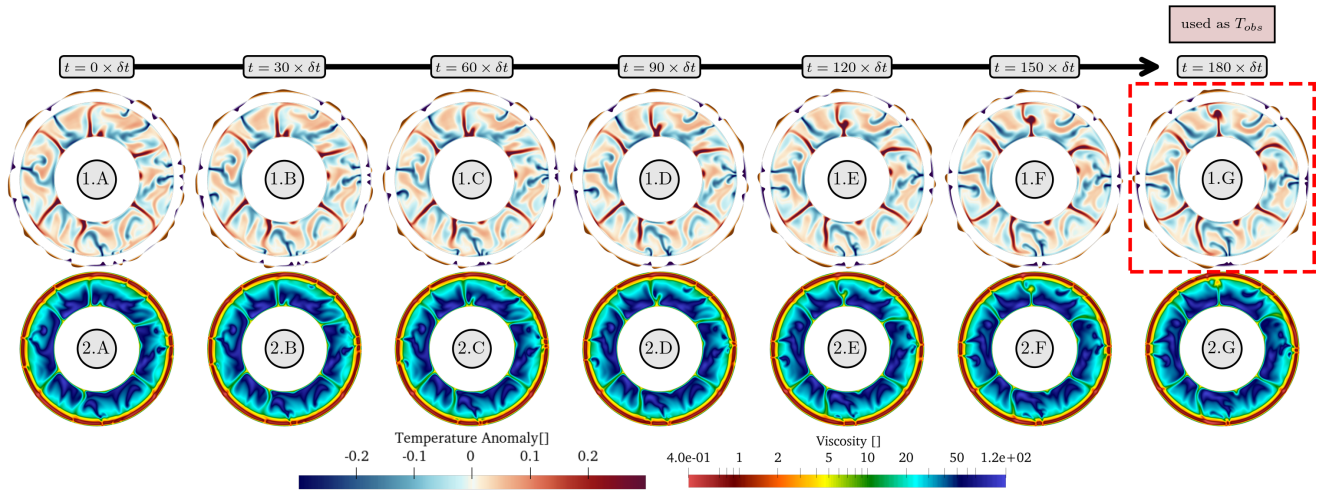 used as T_{obs}
t = 0 × δt
t = 30 × δt
t = 60 × δt
t = 90 × δt
t = 120 × δt
t = 150 × δt
t = 180 × δt
1.A
1.B
1.C
1.D
1.E
1.F
1.G
2.A
2.B
2.C
2.D
2.E
2.F
2.G
Temperature Anomaly[]
-0.2
-0.1
0
0.1
0.2
Viscosity []
4.0e-01
1
2
5
10
20
50
1.2e+02